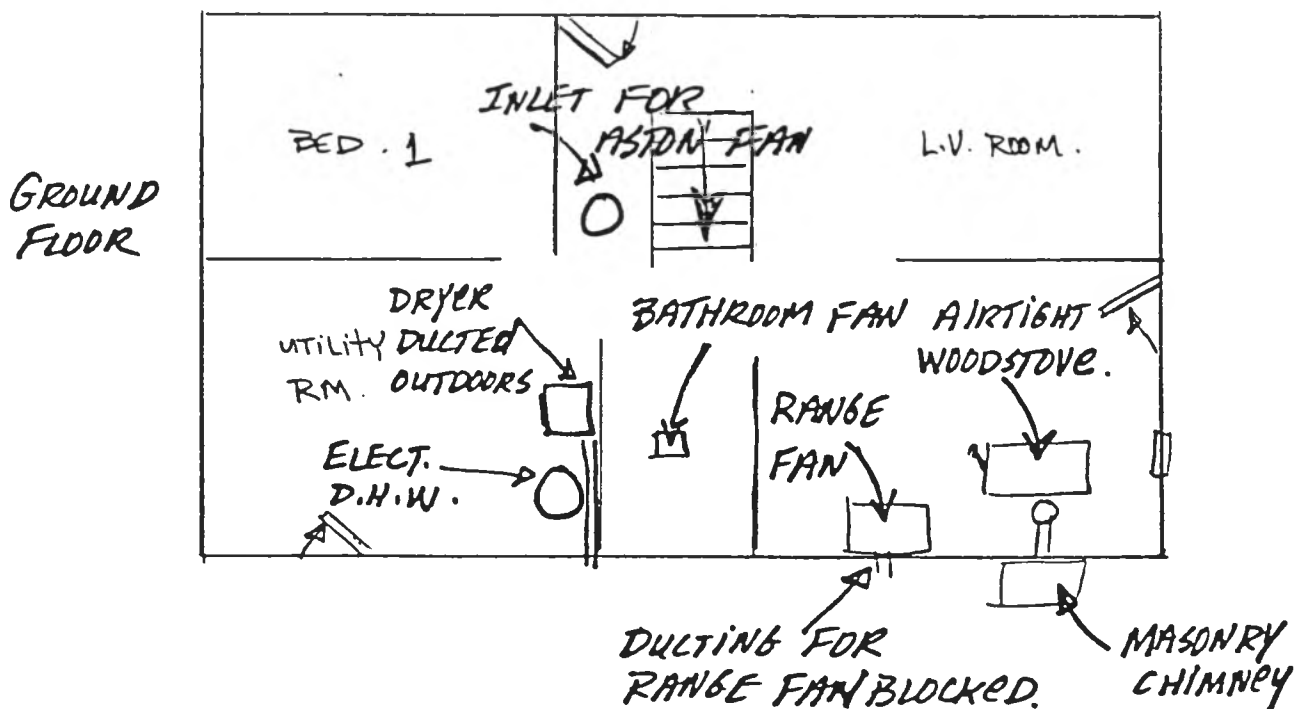 INLET FOR
ASTON FAN
BED. 1
L.V. ROOM.
GROUND
FLOOR
DRYER
DUCTED
OUTDOORS
UTILITY
RM.
BATHROOM FAN
AIRTIGHT
WOODSTOVE.
RANGE
FAN
ELECT.
D.H.W.
DUCTING FOR
RANGE FAN BLOCKED.
MASONRY
CHIMNEY